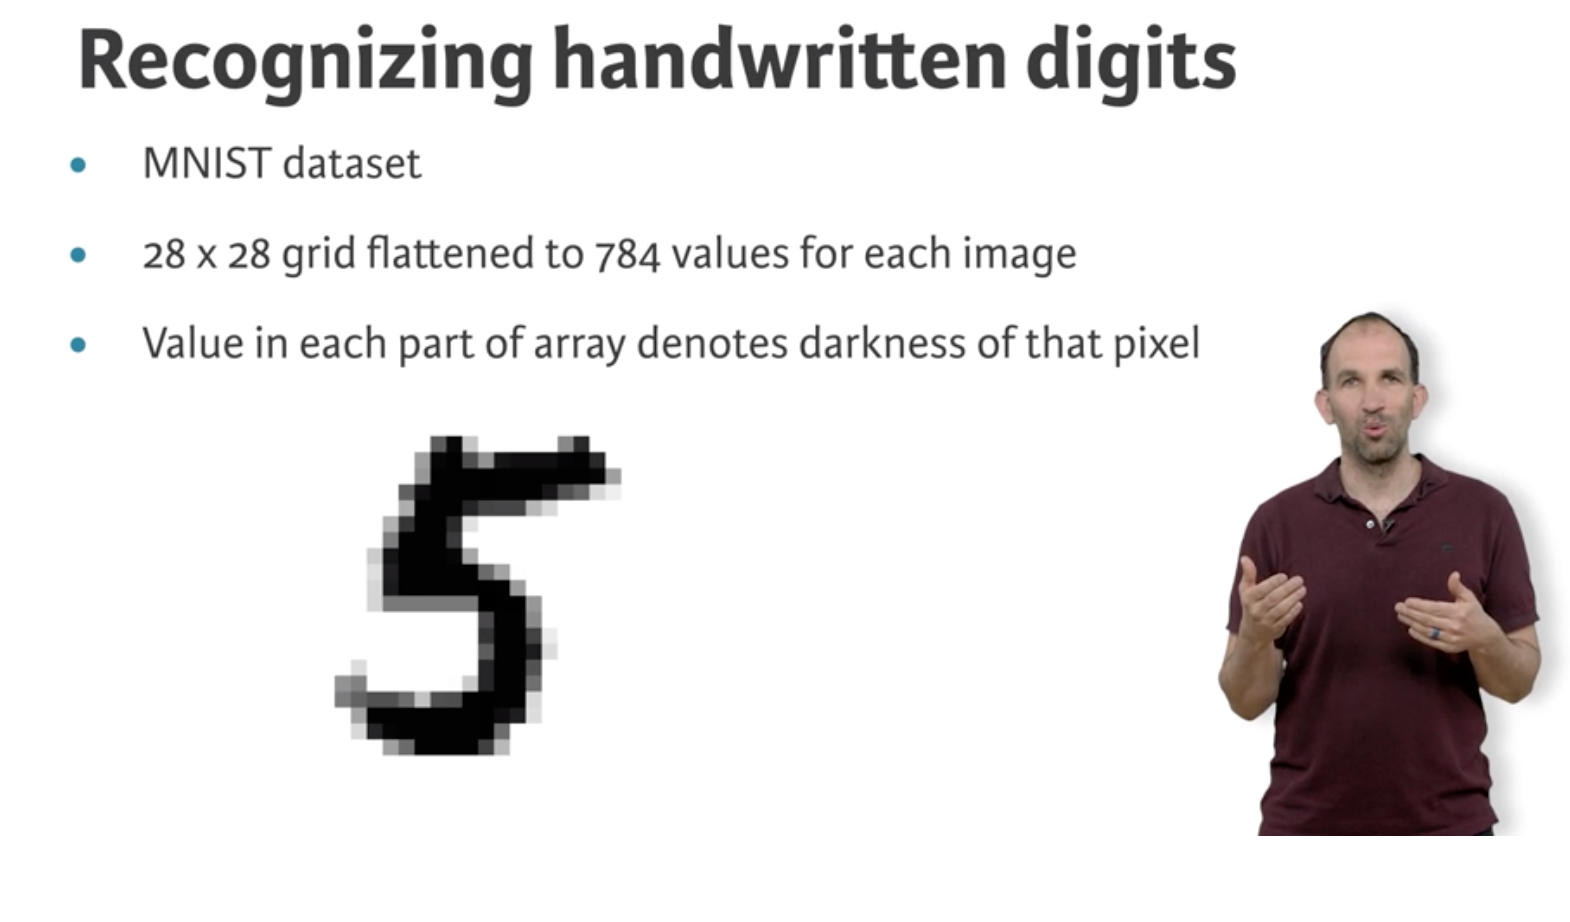 Recognizing handwritten digits
• MNIST dataset
• 28 x 28 grid flattened to 784 values for each image
• Value in each part of array denotes darkness of that pixel
5